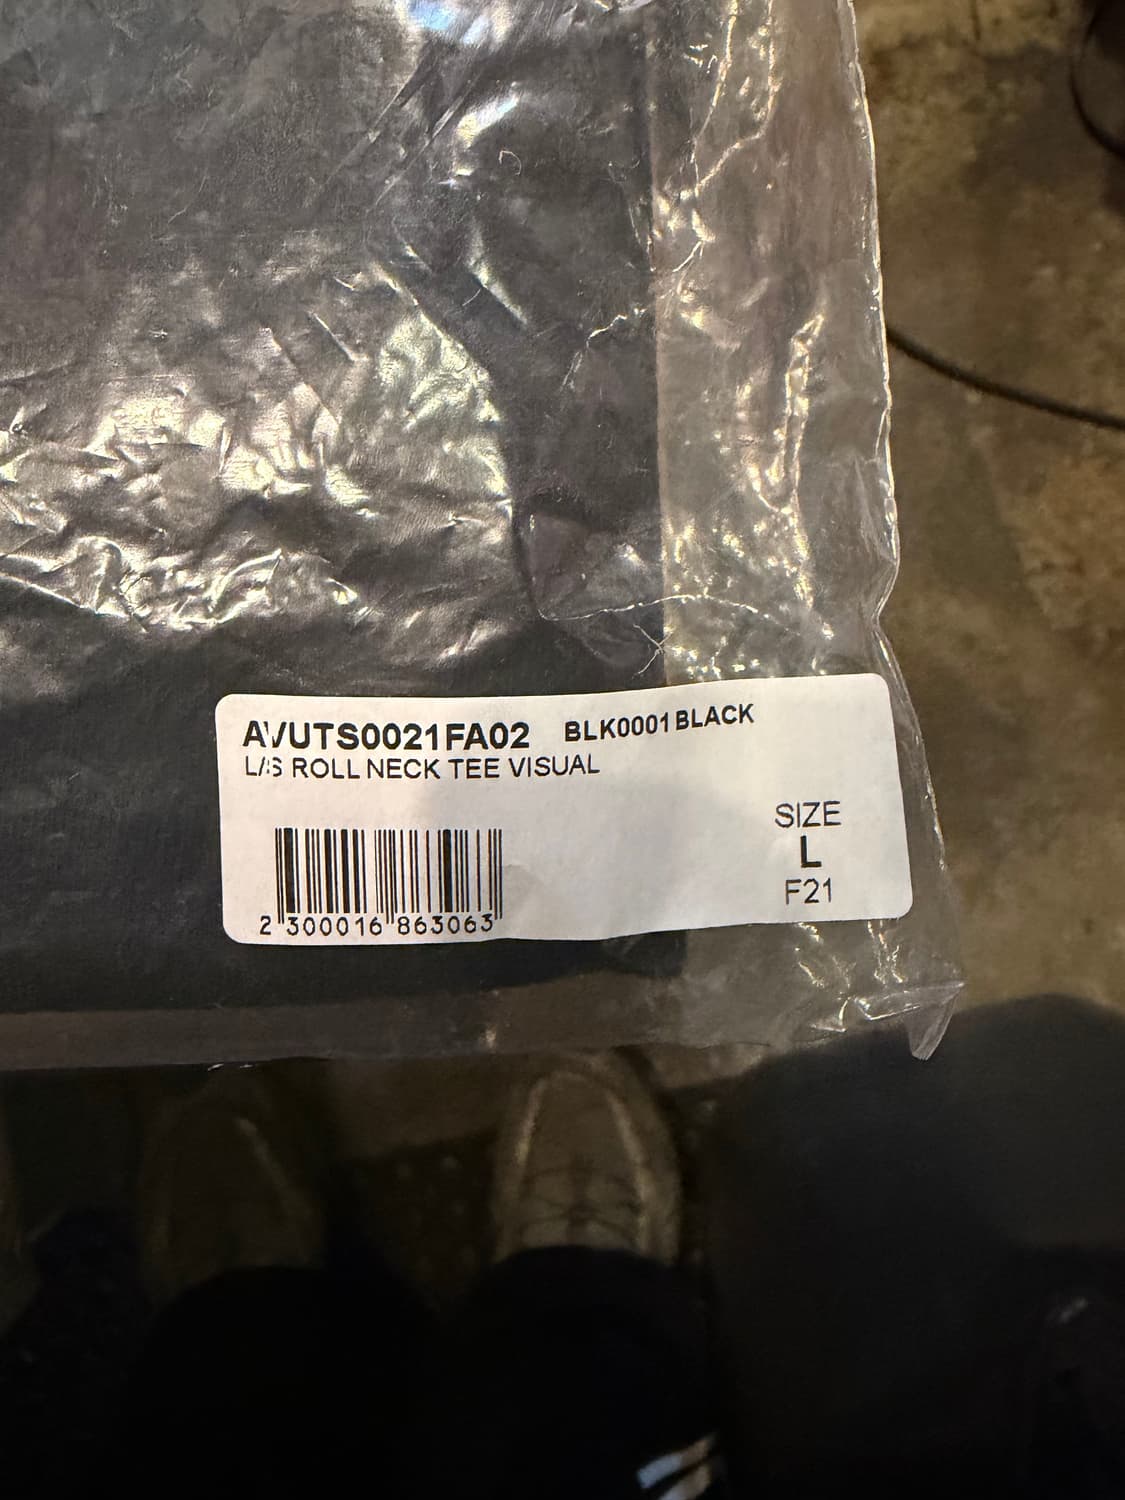 AVUTS0021FA02 BLK0001 BLACK
L/S ROLL NECK TEE VISUAL
SIZE
L
F21
2 300016 863063